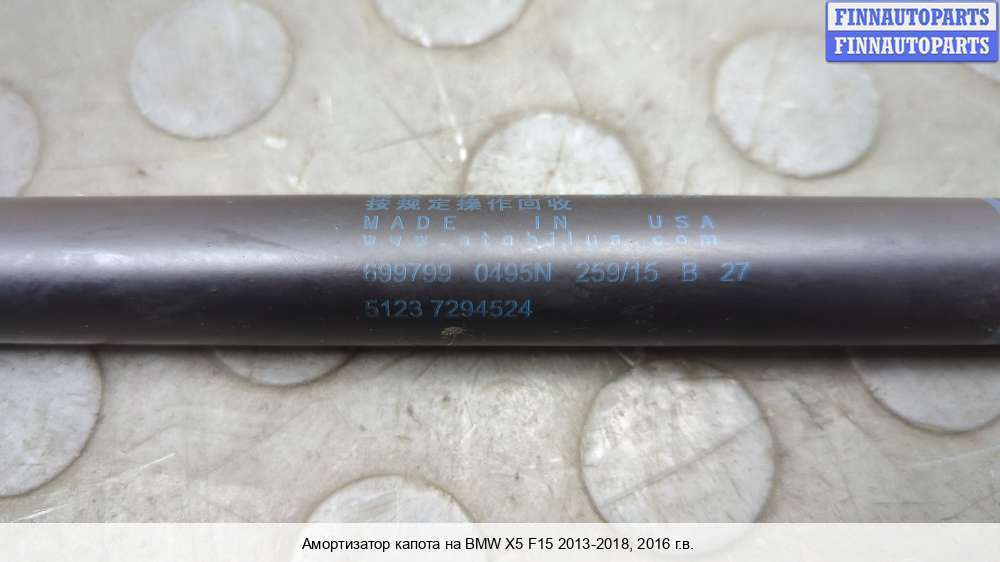 FINNAUTOPARTS
FINNAUTOPARTS
按规定操作回收
MADE IN USA
www.stabilus.com
699799 0495N 259/15 B 27
5123 7294524
Амортизатор капота на BMW X5 F15 2013-2018, 2016 г.в.